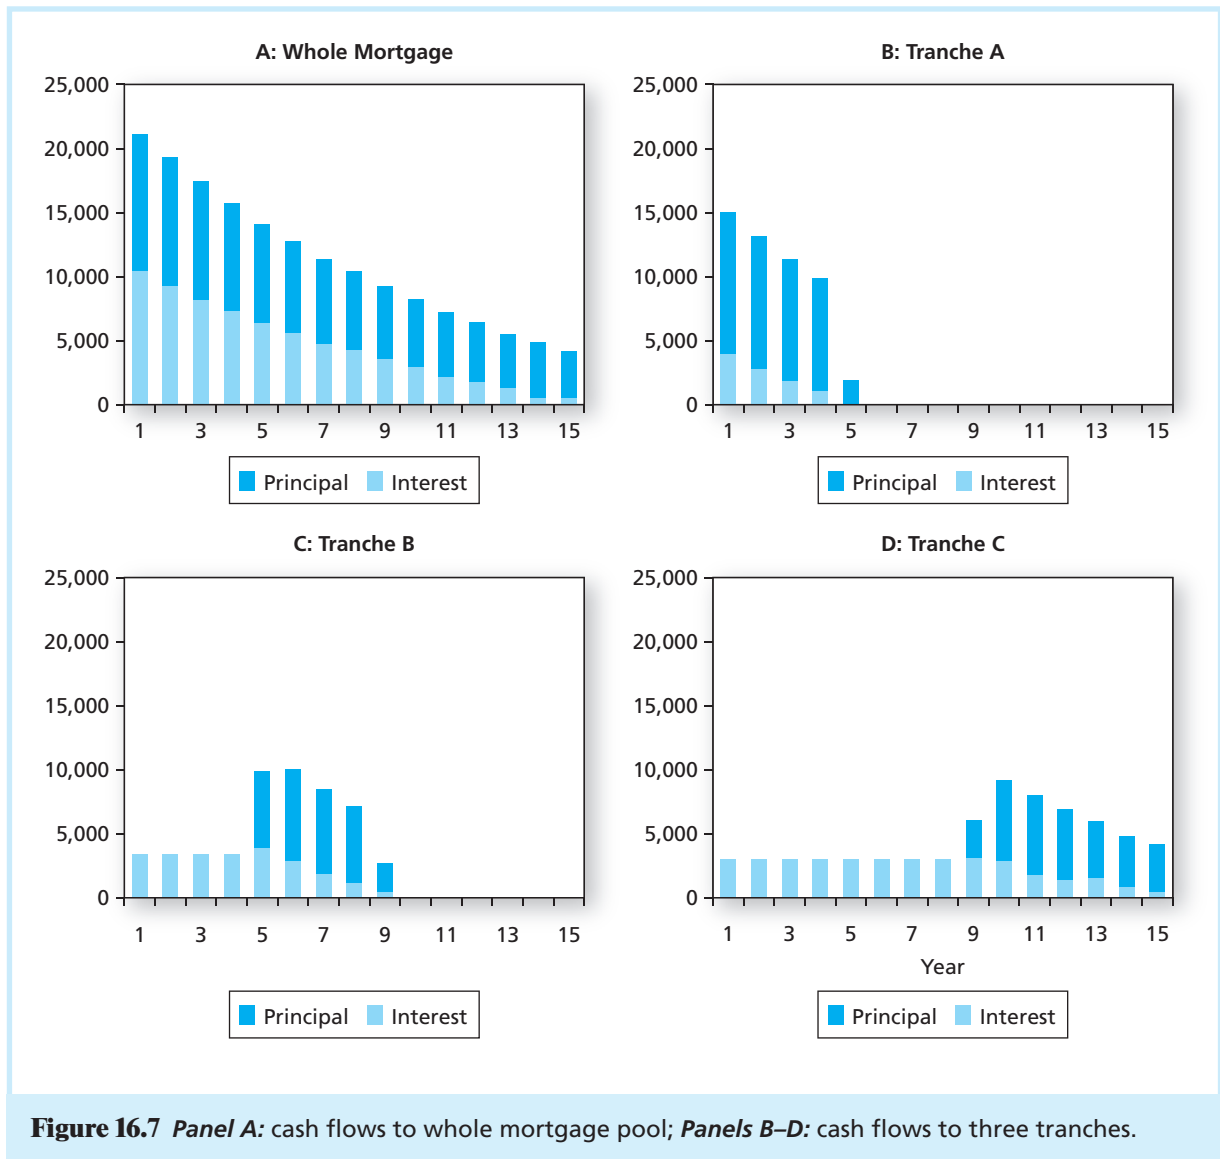 A: Whole Mortgage
25,000
20,000
15,000
10,000
5,000
0
1 3 5 7 9 11 13 15
Principal Interest
B: Tranche A
25,000
20,000
15,000
10,000
5,000
0
1 3 5 7 9 11 13 15
Principal Interest
C: Tranche B
25,000
20,000
15,000
10,000
5,000
0
1 3 5 7 9 11 13 15
Principal Interest
D: Tranche C
25,000
20,000
15,000
10,000
5,000
0
1 3 5 7 9 11 13 15
Year
Principal Interest
Figure 16.7 Panel A: cash flows to whole mortgage pool; Panels B–D: cash flows to three tranches.